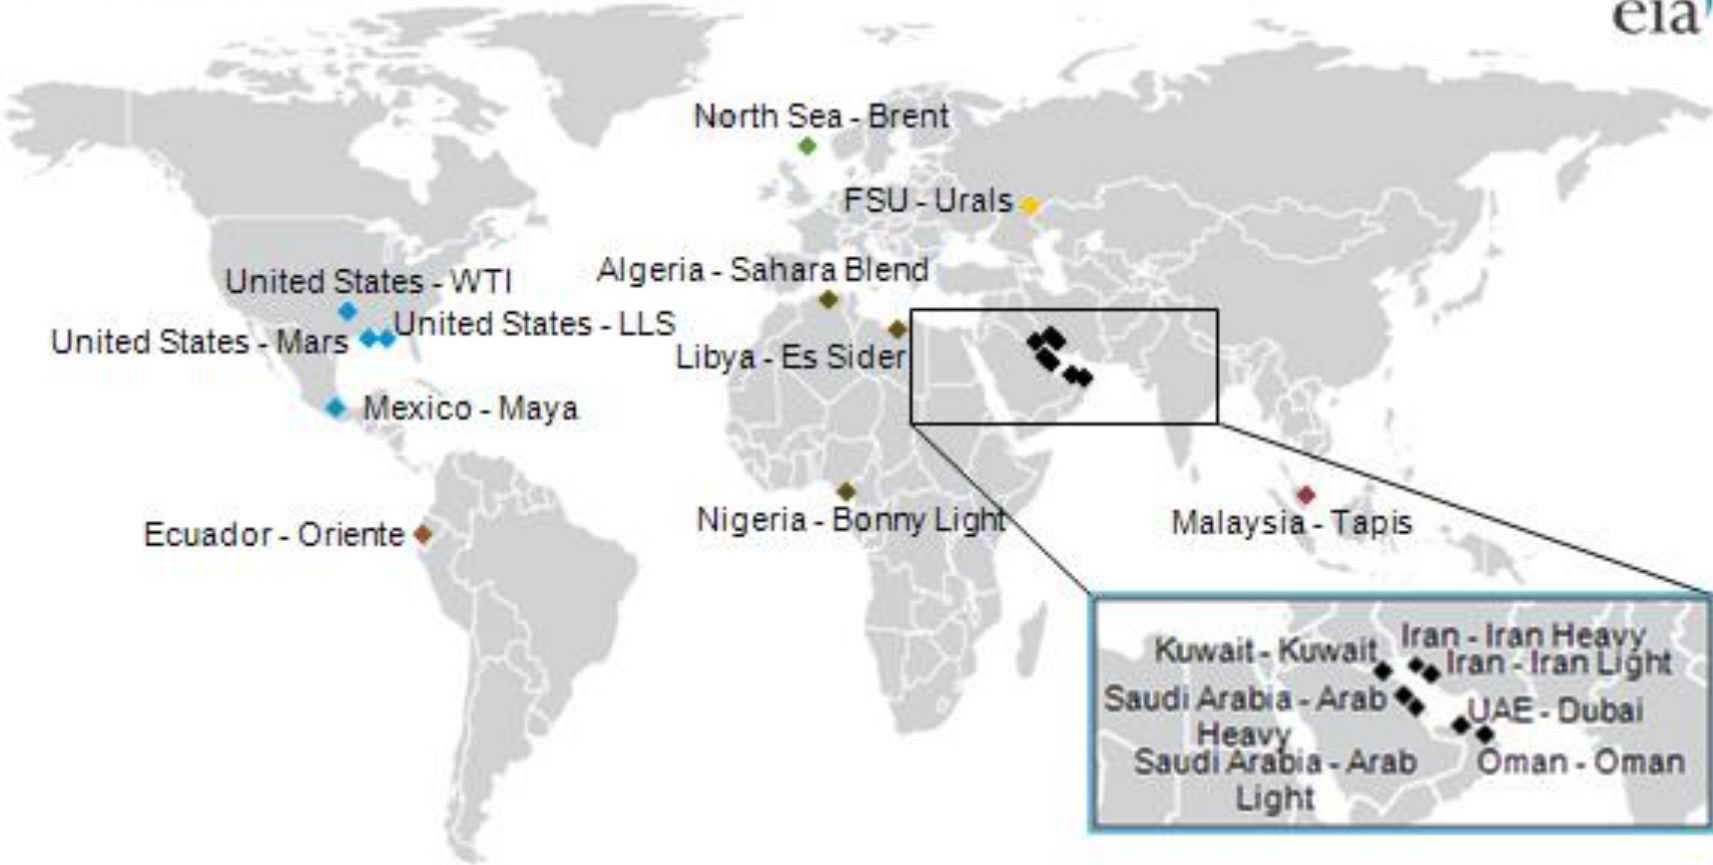 eia
North Sea - Brent
FSU - Urals
Algeria - Sahara Blend
United States - WTI
United States - LLS
United States - Mars
Libya - Es Sider
Mexico - Maya
Nigeria - Bonny Light
Malaysia - Tapis
Ecuador - Oriente
Iran - Iran Heavy
Kuwait - Kuwait
Iran - Iran Light
Saudi Arabia - Arab
Heavy
UAE - Dubai
Saudi Arabia - Arab
Light
Oman - Oman